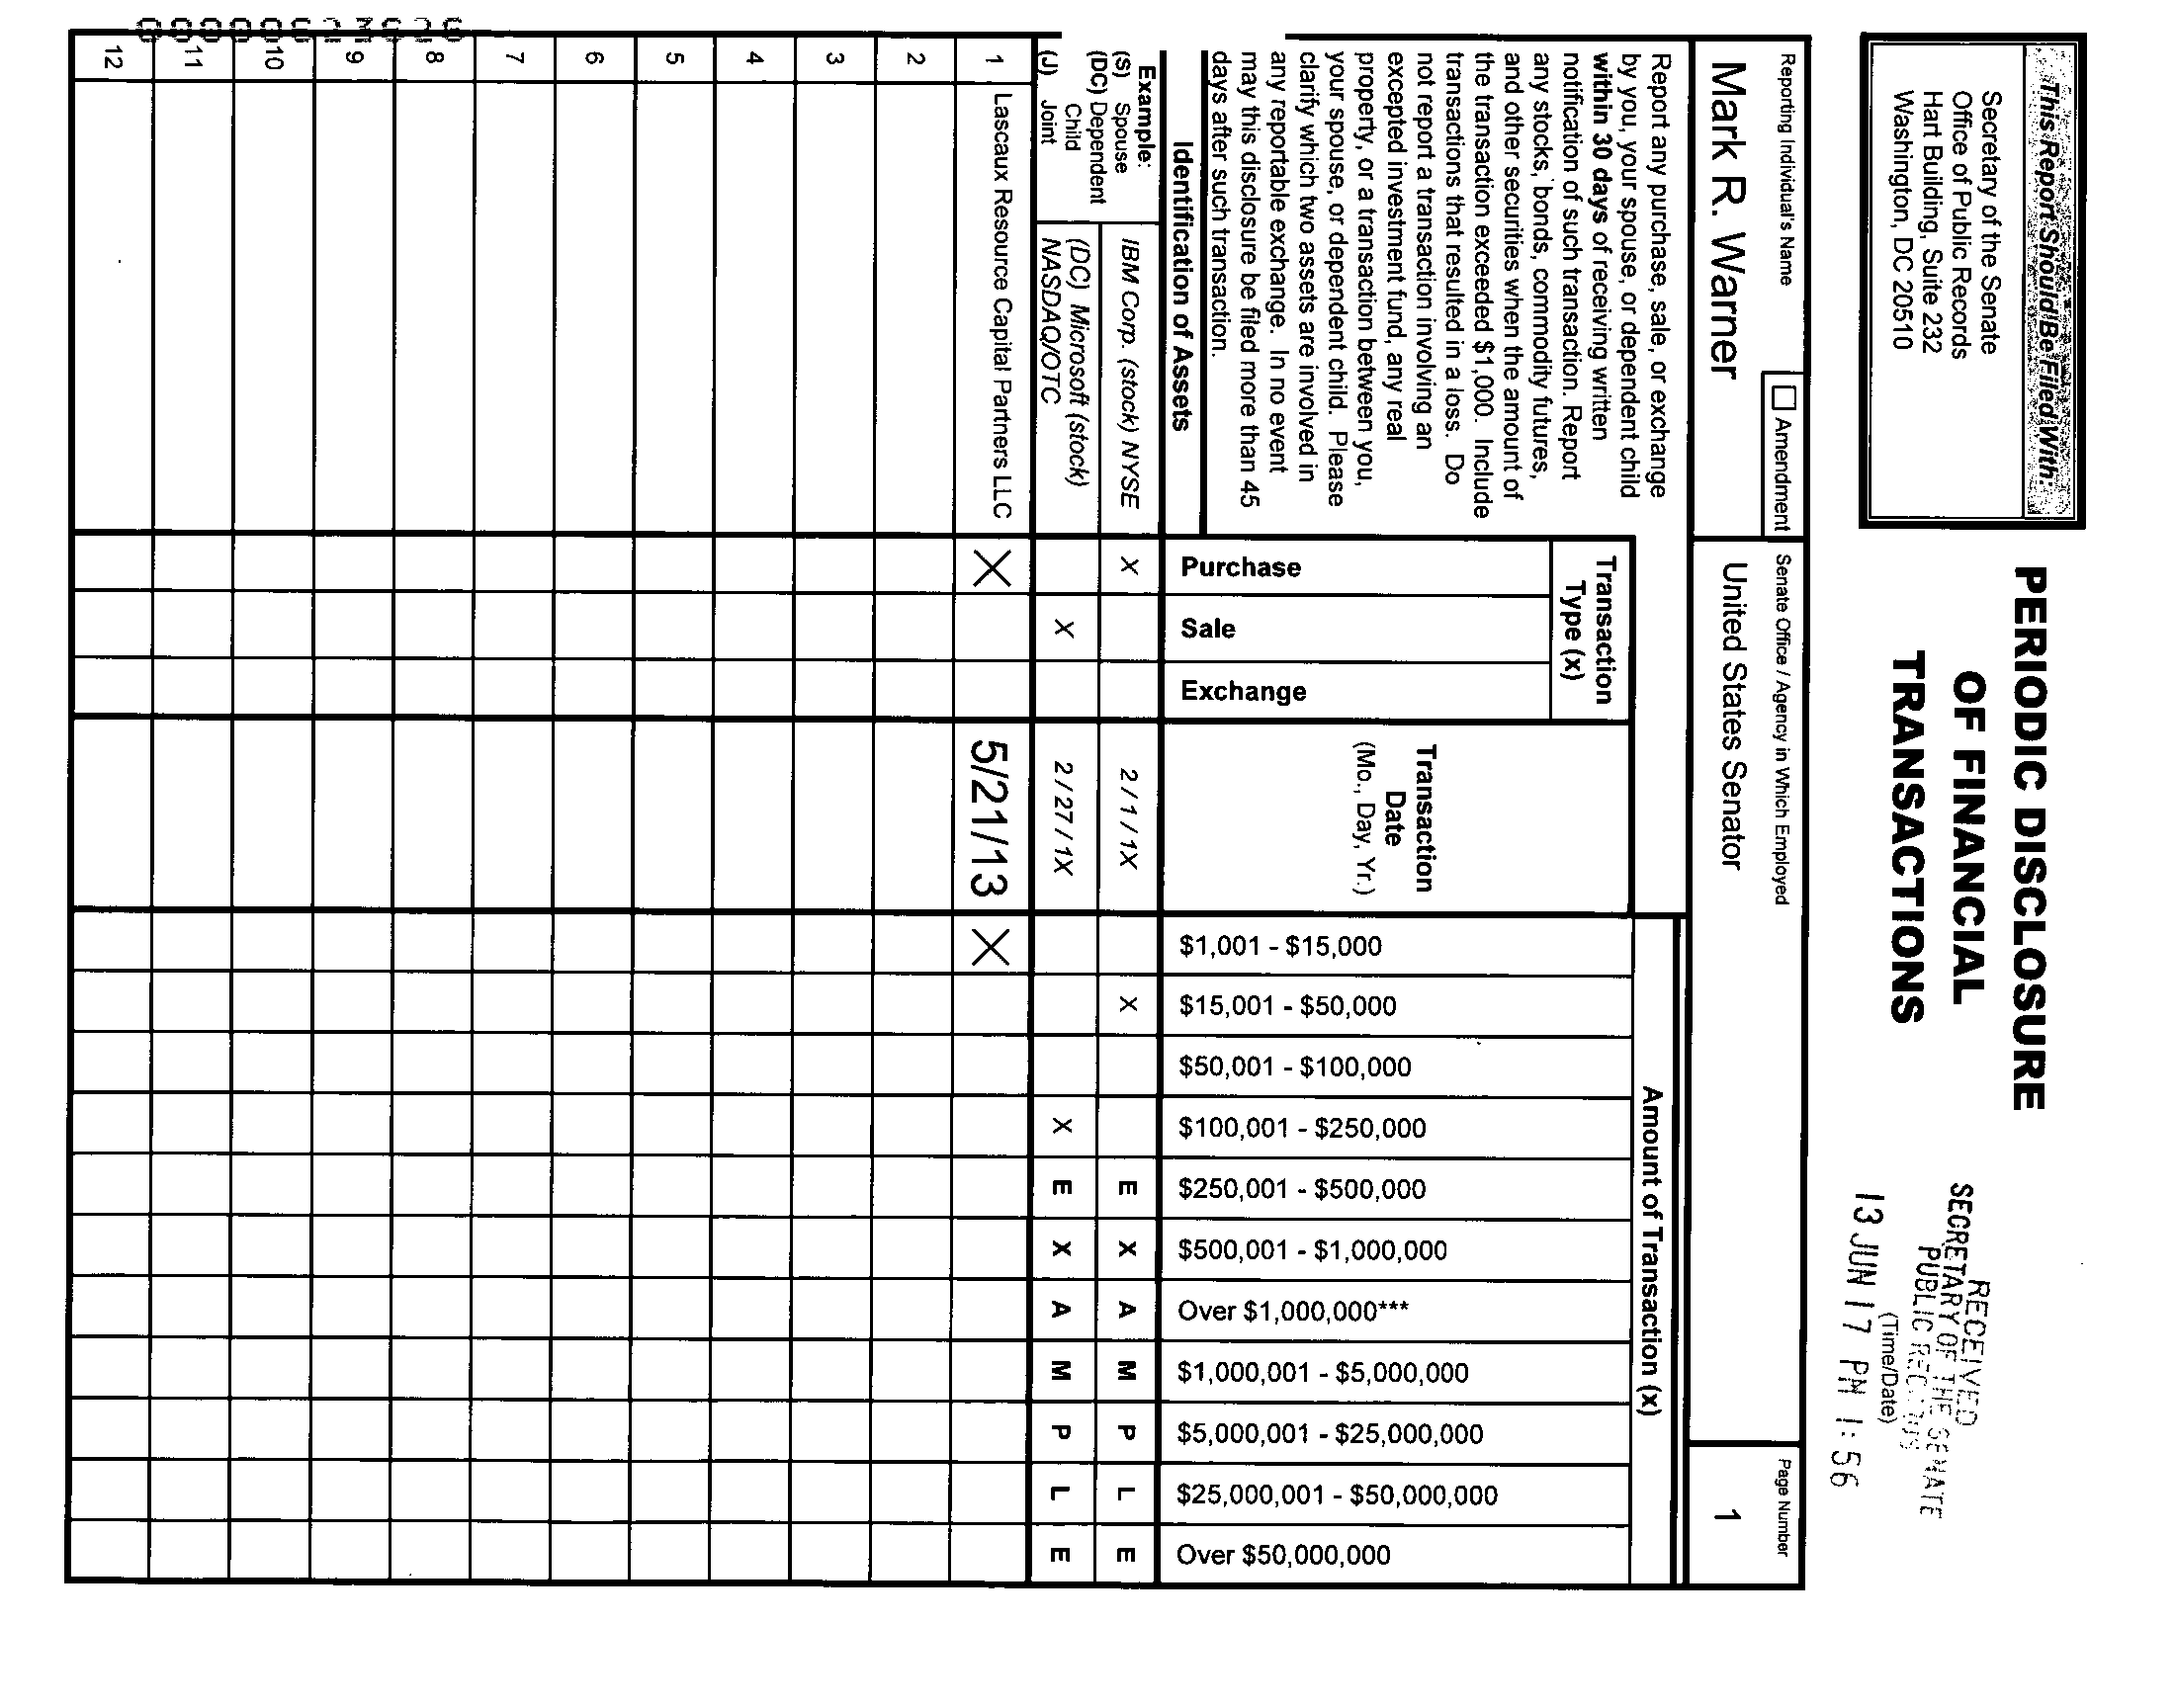 This Report Should Be Filed With:
Secretary of the Senate
Office of Public Records
Hart Building, Suite 232
Washington, DC 20510
PERIODIC DISCLOSURE
OF FINANCIAL
TRANSACTIONS
RECEIVED
SECRETARY OF THE SENATE
PUBLIC RECORDS
(Time/Date)
13 JUN 17 PM 1:56
Reporting Individual's Name
Amendment
Mark R. Warner
Senate Office / Agency in Which Employed
United States Senator
Page Number
1
Report any purchase, sale, or exchange
by you, your spouse, or dependent child
within 30 days of receiving written
notification of such transaction. Report
any stocks, bonds, commodity futures,
and other securities when the amount of
the transaction exceeded $1,000. Include
transactions that resulted in a loss. Do
not report a transaction involving an
excepted investment fund, any real
property, or a transaction between you,
your spouse, or dependent child. Please
clarify which two assets are involved in
any reportable exchange. In no event
may this disclosure be filed more than 45
days after such transaction.
Identification of Assets
Transaction
Type (x)
Purchase
Sale
Exchange
Transaction
Date
(Mo., Day, Yr.)
Amount of Transaction (x)
$1,001 - $15,000
$15,001 - $50,000
$50,001 - $100,000
$100,001 - $250,000
$250,001 - $500,000
$500,001 - $1,000,000
Over $1,000,000***
$1,000,001 - $5,000,000
$5,000,001 - $25,000,000
$25,000,001 - $50,000,000
Over $50,000,000
Example:
(S) Spouse
(DC) Dependent
Child
(J) Joint
IBM Corp. (stock) NYSE X 2 / 1 / 1X X E X A M P L E
(DC) Microsoft (stock)
NASDAQ/OTC X 2 / 27 / 1X X E X A M P L E
1 Lascaux Resource Capital Partners LLC X 5/21/13 X
2
3
4
5
6
7
8
9
10
11
12